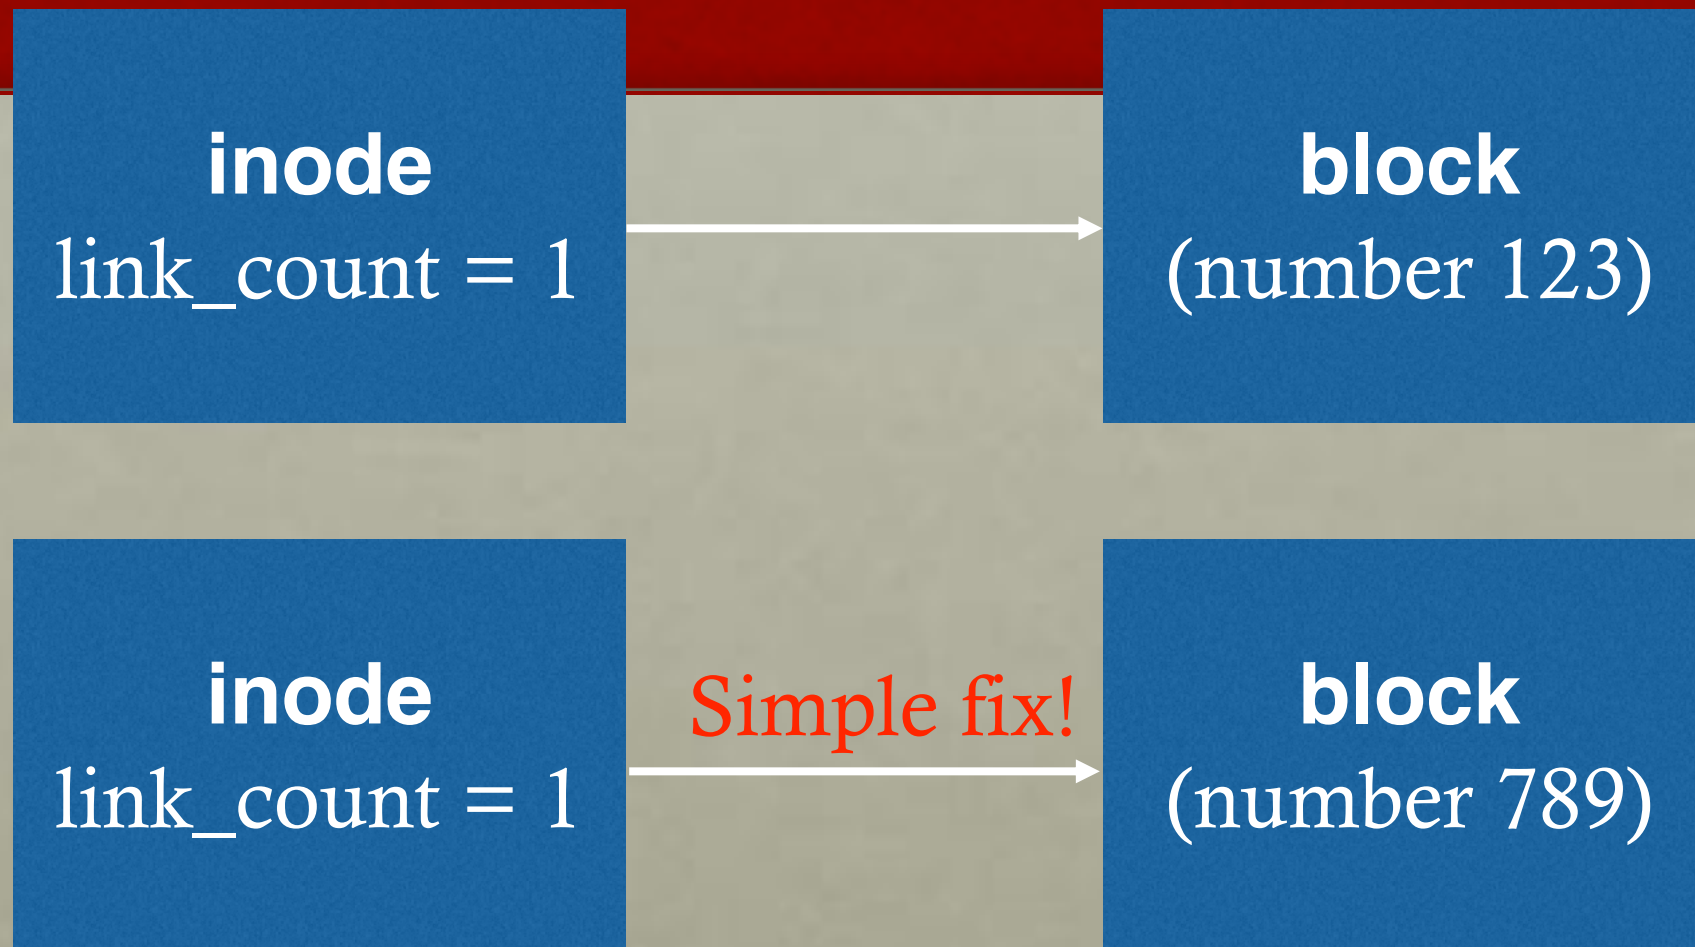 inode
link_count = 1
block
(number 123)
inode
link_count = 1
Simple fix!
block
(number 789)